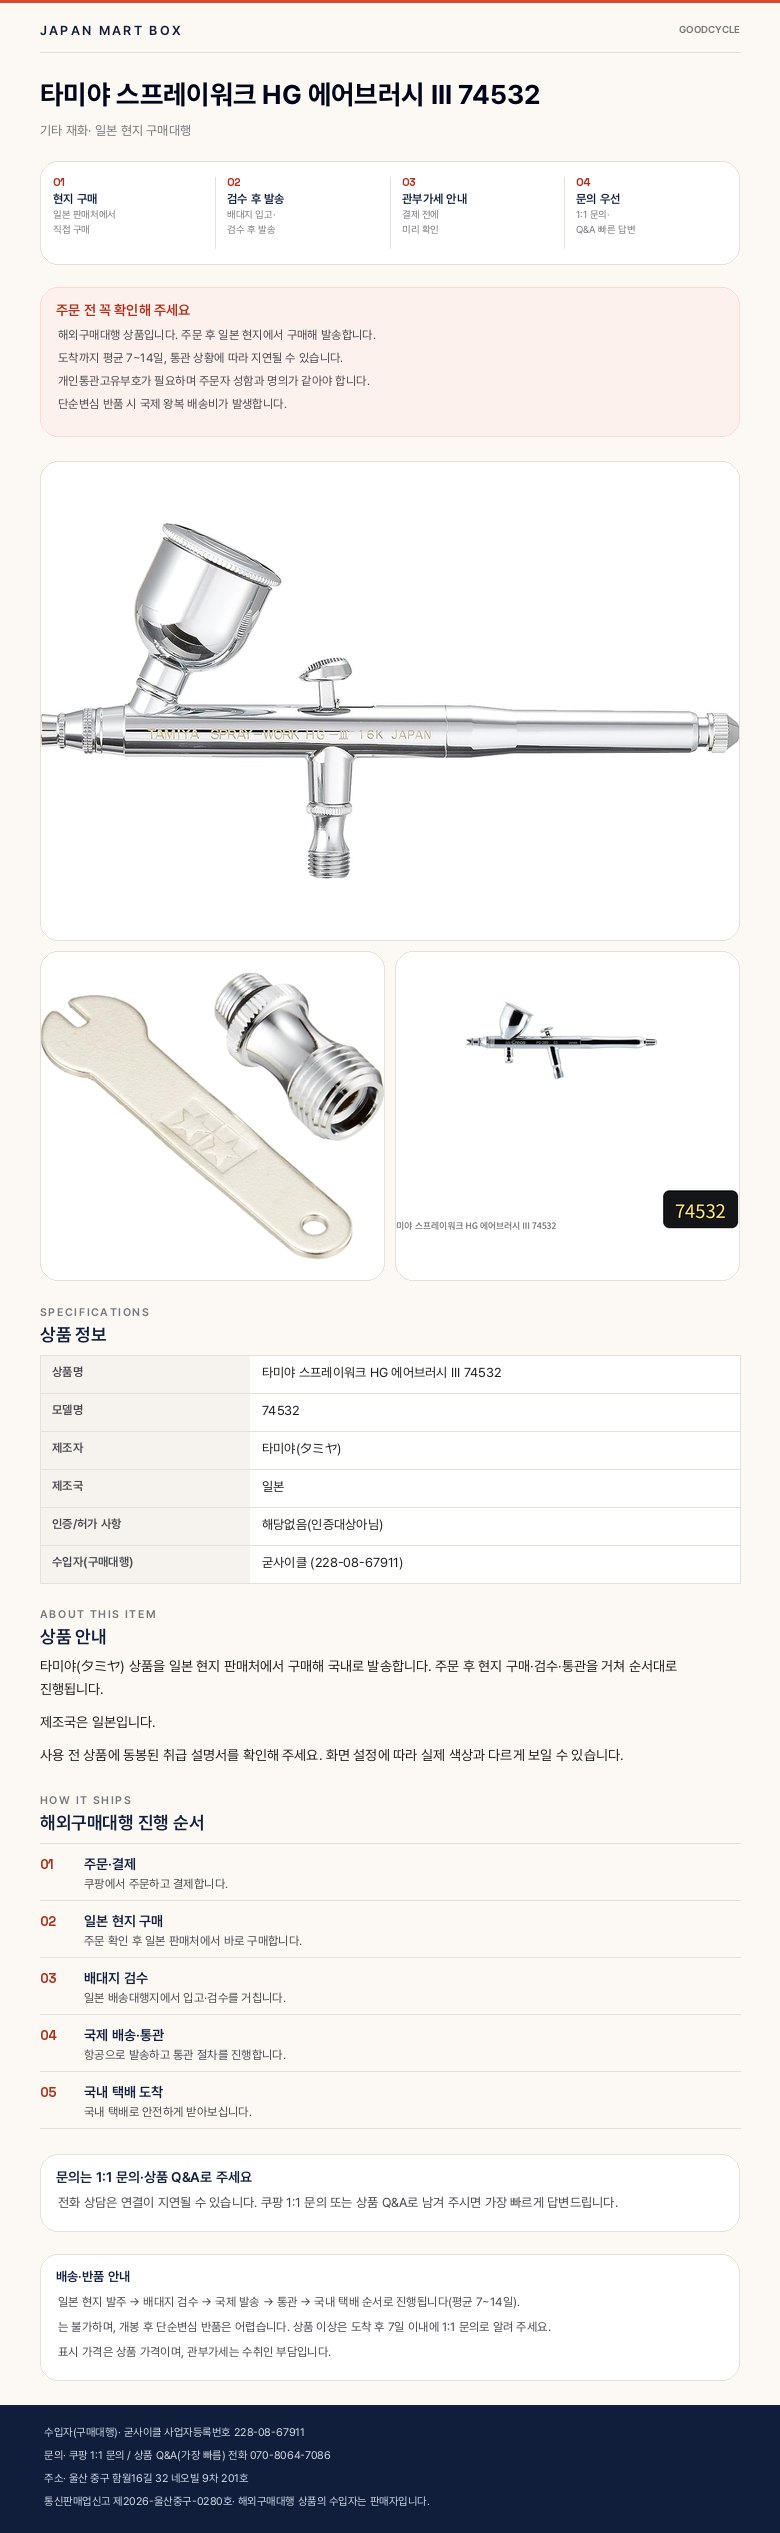 JAPAN MART BOX
GOODCYCLE
타미야 스프레이워크 HG 에어브러시 III 74532
기타 재화· 일본 현지 구매대행
01
현지 구매
일본 판매처에서
직접 구매
02
검수 후 발송
배대지 입고·
검수 후 발송
03
관부가세 안내
결제 전에
미리 확인
04
문의 우선
1:1 문의·
Q&A 빠른 답변
주문 전 꼭 확인해 주세요
해외구매대행 상품입니다. 주문 후 일본 현지에서 구매해 발송합니다.
도착까지 평균 7~14일, 통관 상황에 따라 지연될 수 있습니다.
개인통관고유부호가 필요하며 주문자 성함과 명의가 같아야 합니다.
단순변심 반품 시 국제 왕복 배송비가 발생합니다.
TAMIYA SPRAY-WORK HG-III 16K JAPAN
미야 스프레이워크 HG 에어브러시 III 74532
74532
SPECIFICATIONS
상품 정보
상품명 타미야 스프레이워크 HG 에어브러시 III 74532
모델명 74532
제조자 타미야(タミヤ)
제조국 일본
인증/허가 사항 해당없음(인증대상아님)
수입자(구매대행) 굳사이클 (228-08-67911)
ABOUT THIS ITEM
상품 안내
타미야(タミヤ) 상품을 일본 현지 판매처에서 구매해 국내로 발송합니다. 주문 후 현지 구매·검수·통관을 거쳐 순서대로
진행됩니다.
제조국은 일본입니다.
사용 전 상품에 동봉된 취급 설명서를 확인해 주세요. 화면 설정에 따라 실제 색상과 다르게 보일 수 있습니다.
HOW IT SHIPS
해외구매대행 진행 순서
01 주문·결제
쿠팡에서 주문하고 결제합니다.
02 일본 현지 구매
주문 확인 후 일본 판매처에서 바로 구매합니다.
03 배대지 검수
일본 배송대행지에서 입고·검수를 거칩니다.
04 국제 배송·통관
항공으로 발송하고 통관 절차를 진행합니다.
05 국내 택배 도착
국내 택배로 안전하게 받아보십니다.
문의는 1:1 문의·상품 Q&A로 주세요
전화 상담은 연결이 지연될 수 있습니다. 쿠팡 1:1 문의 또는 상품 Q&A로 남겨 주시면 가장 빠르게 답변드립니다.
배송·반품 안내
일본 현지 발주 → 배대지 검수 → 국제 발송 → 통관 → 국내 택배 순서로 진행됩니다(평균 7~14일).
는 불가하며, 개봉 후 단순변심 반품은 어렵습니다. 상품 이상은 도착 후 7일 이내에 1:1 문의로 알려 주세요.
표시 가격은 상품 가격이며, 관부가세는 수취인 부담입니다.
수입자(구매대행)· 굳사이클 사업자등록번호 228-08-67911
문의· 쿠팡 1:1 문의 / 상품 Q&A(가장 빠름) 전화 070-8064-7086
주소· 울산 중구 함월16길 32 네오빌 9차 201호
통신판매업신고 제2026-울산중구-0280호· 해외구매대행 상품의 수입자는 판매자입니다.